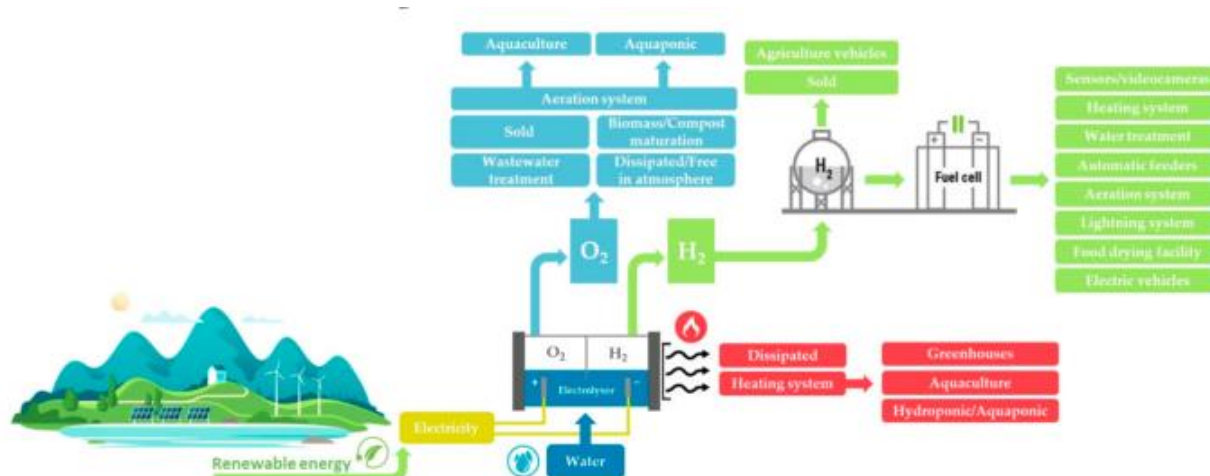 Aquaculture
Aquaponic
Aeration system
Sold
Biomass/Compost
maturation
Wastewater
treatment
Dissipated/Free
in atmosphere
O₂
H₂
Agriculture vehicles
Sold
H₂
+
−
Fuel cell
Sensors/videocameras
Heating system
Water treatment
Automatic feeders
Aeration system
Lightning system
Food drying facility
Electric vehicles
O₂
H₂
+
−
Electrolyser
Dissipated
Heating system
Greenhouses
Aquaculture
Hydroponic/Aquaponic
Electricity
Water
Renewable energy